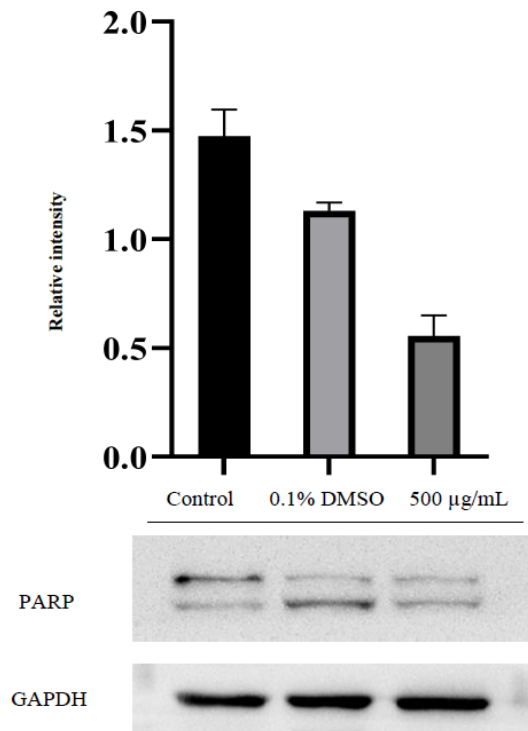 2.0
1.5
Relative intensity
1.0
0.5
0.0
Control 0.1% DMSO 500 µg/mL
PARP
GAPDH